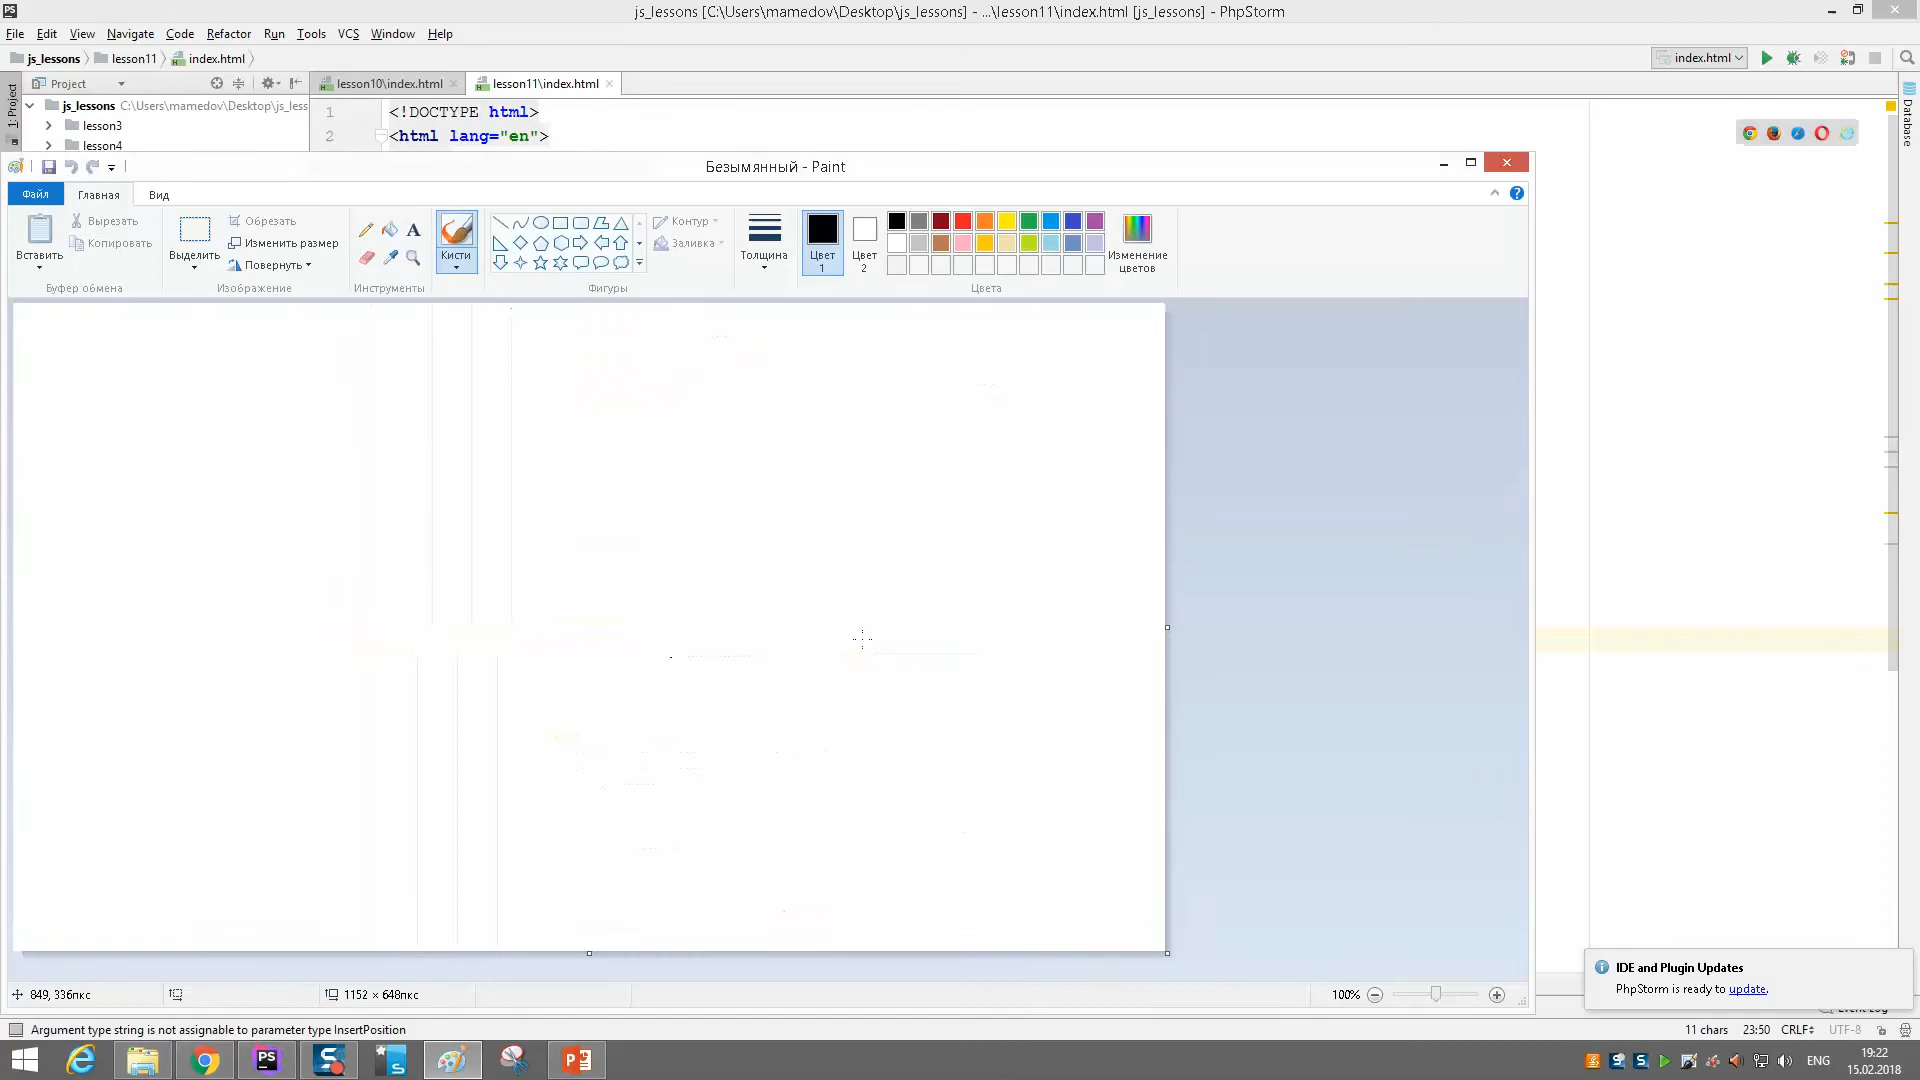 PS
js_lessons [C:\Users\mamedov\Desktop\js_lessons] - ...\lesson11\index.html [js_lessons] - PhpStorm
File Edit View Navigate Code Refactor Run Tools VCS Window Help
js_lessons lesson11 index.html
index.html
Project
lesson10\index.html lesson11\index.html
1: Project
js_lessons C:\Users\mamedov\Desktop\js_less
lesson3
lesson4
1 <!DOCTYPE html>
2 <html lang="en">
Database
Безымянный - Paint
Файл Главная Вид
Вставить
Вырезать
Копировать
Буфер обмена
Выделить
Обрезать
Изменить размер
Повернуть
Изображение
A
Инструменты
Кисти
Контур
Заливка
Фигуры
Толщина
Цвет 1
Цвет 2
Изменение цветов
Цвета
849, 336пкс
1152 × 648пкс
100%
IDE and Plugin Updates
PhpStorm is ready to update.
Argument type string is not assignable to parameter type InsertPosition
11 chars 23:50 CRLF UTF-8
PS
ENG
19:22
15.02.2018